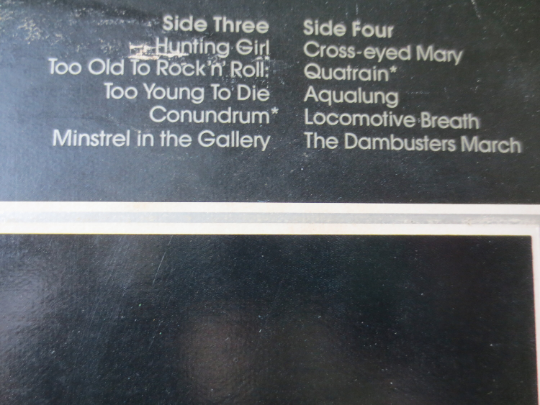 Side Three
Hunting Girl
Too Old To Rock'n' Roll:
Too Young To Die
Conundrum*
Minstrel in the Gallery
Side Four
Cross-eyed Mary
Quatrain*
Aqualung
Locomotive Breath
The Dambusters March